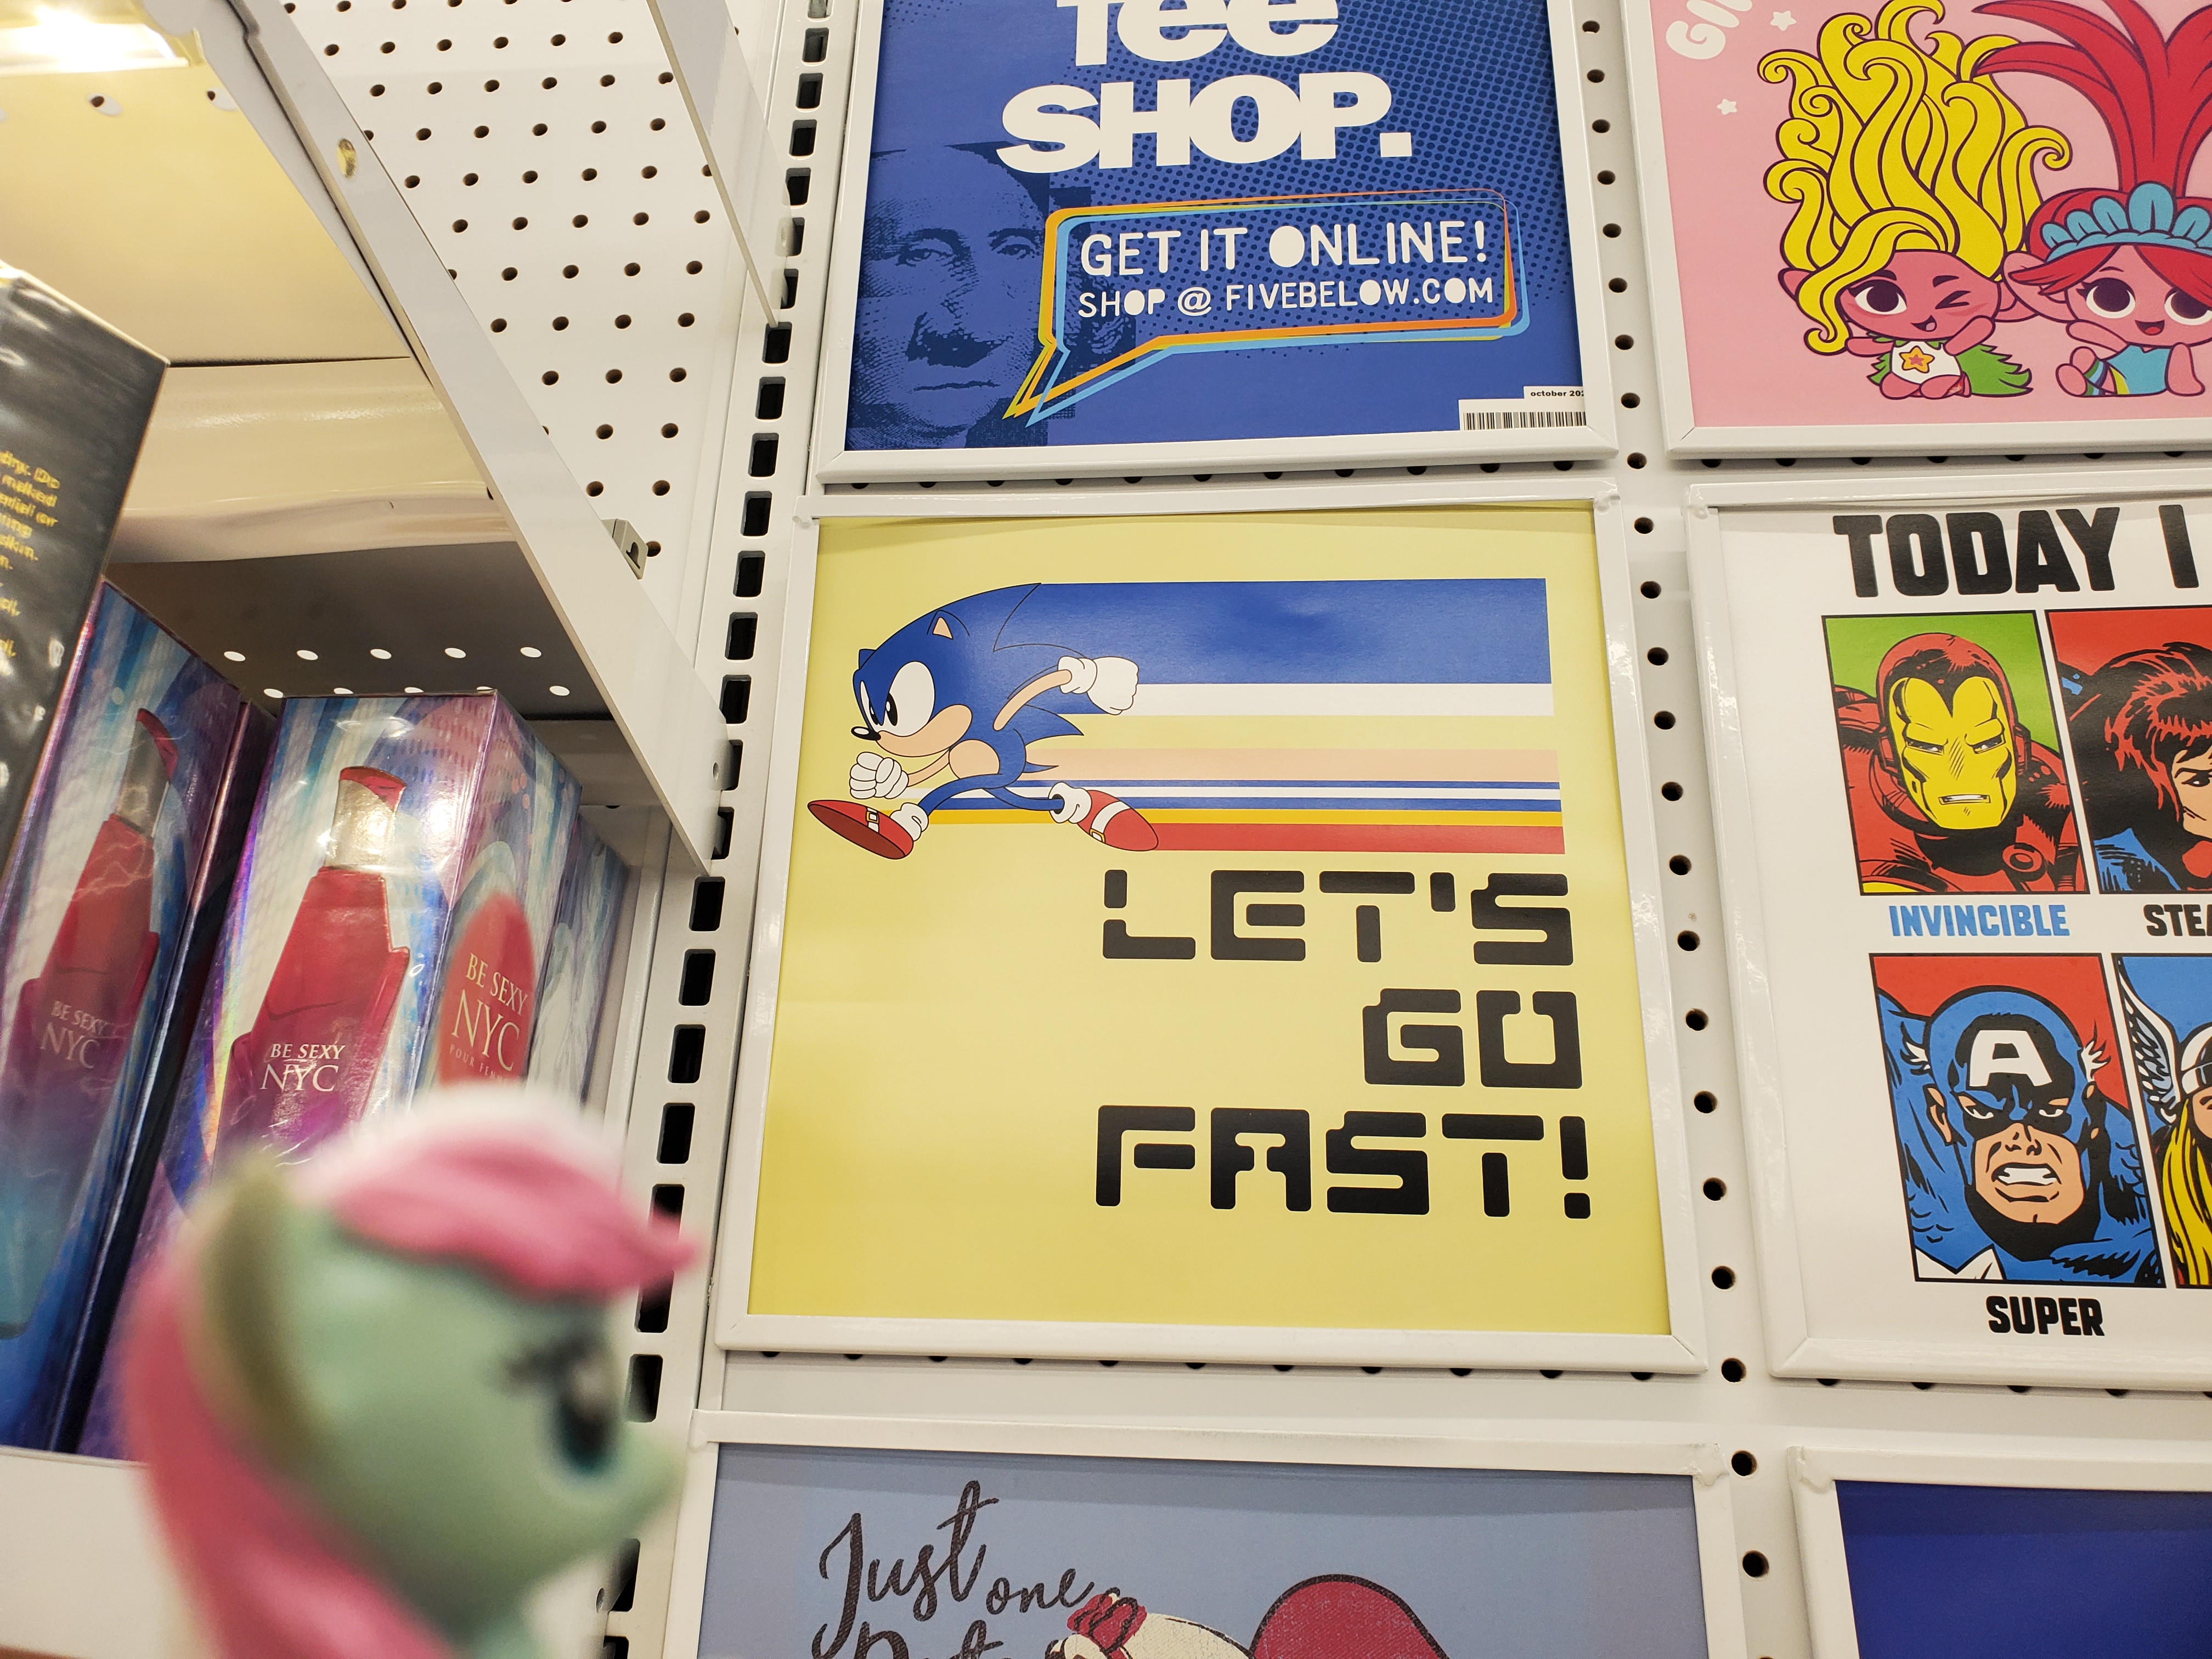 Tee
SHOP.
GET IT ONLINE!
SHOP @ FIVEBELOW.COM
october
LET'S
GO
FAST!
TODAY I
INVINCIBLE
SUPER
A
Just one
BE SEXY
NYC
BE SEXY
NYC
BE SEXY
NYC
POUR